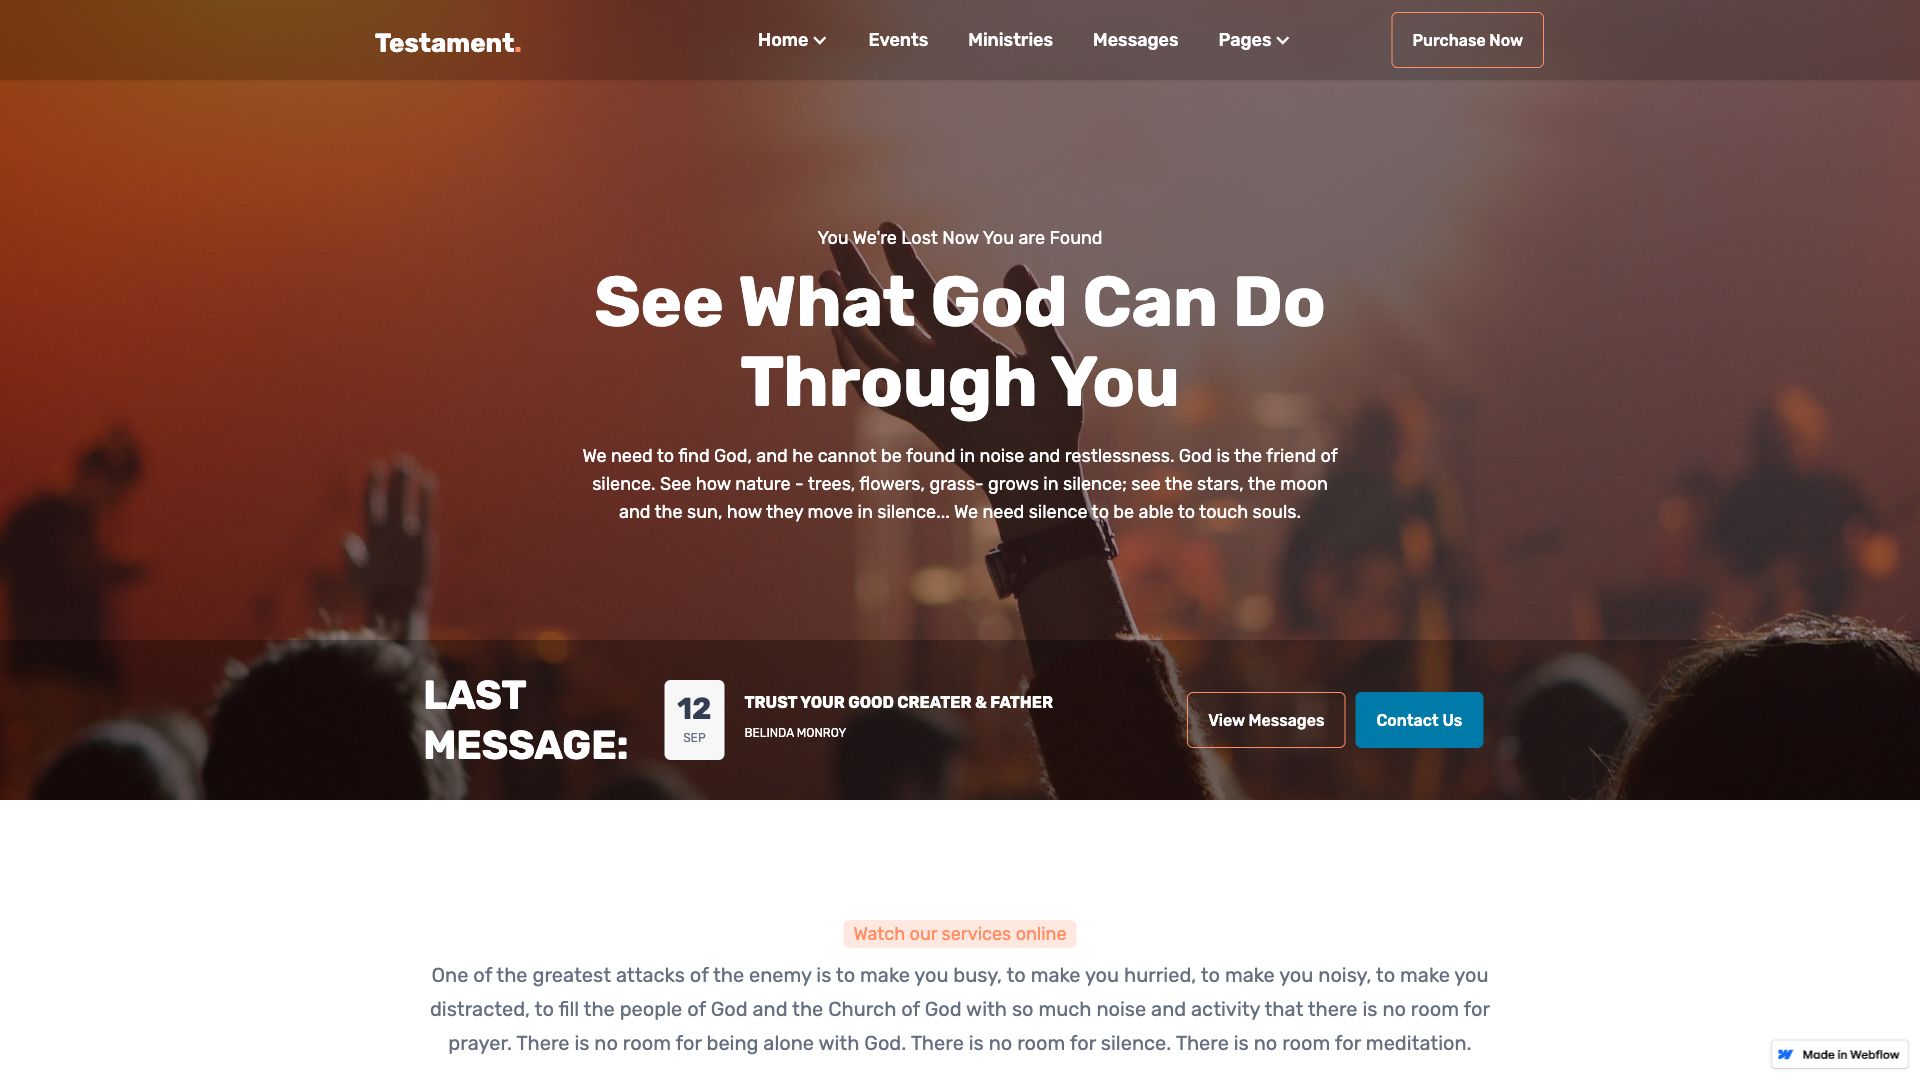 Testament.
Home
Events
Ministries
Messages
Pages
Purchase Now
You We're Lost Now You are Found
See What God Can Do
Through You
We need to find God, and he cannot be found in noise and restlessness. God is the friend of
silence. See how nature - trees, flowers, grass- grows in silence; see the stars, the moon
and the sun, how they move in silence... We need silence to be able to touch souls.
LAST
MESSAGE:
12
SEP
TRUST YOUR GOOD CREATER & FATHER
BELINDA MONROY
View Messages
Contact Us
Watch our services online
One of the greatest attacks of the enemy is to make you busy, to make you hurried, to make you noisy, to make you
distracted, to fill the people of God and the Church of God with so much noise and activity that there is no room for
prayer. There is no room for being alone with God. There is no room for silence. There is no room for meditation.
Made in Webflow